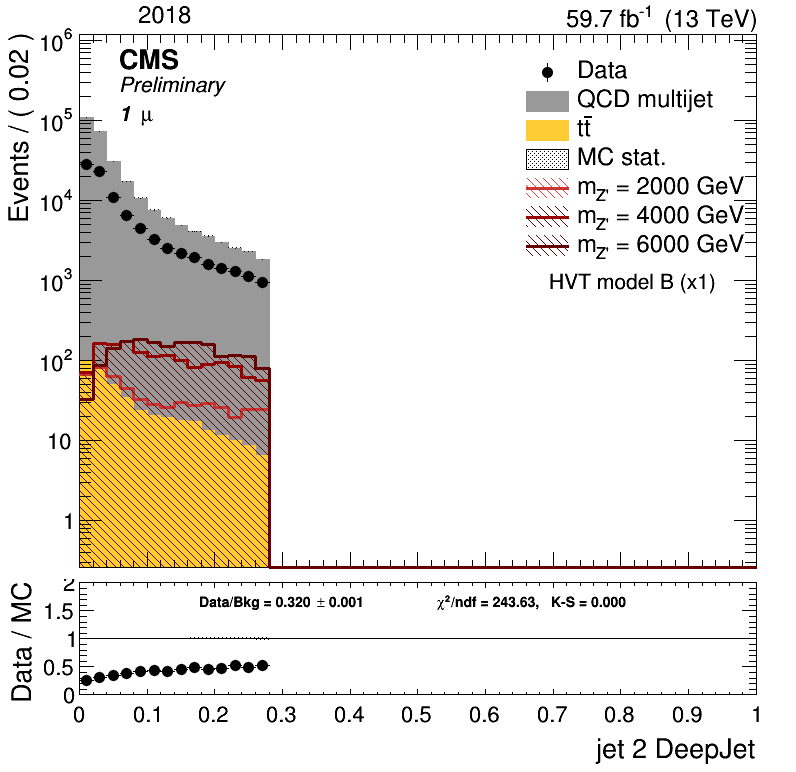 2018
59.7 fb⁻¹ (13 TeV)
CMS
Preliminary
1 μ
Data
QCD multijet
tt̄
MC stat.
m_Z' = 2000 GeV
m_Z' = 4000 GeV
m_Z' = 6000 GeV
HVT model B (x1)
Events / ( 0.02 )
10⁶
10⁵
10⁴
10³
10²
10
1
Data/Bkg = 0.320 ± 0.001
χ²/ndf = 243.63, K-S = 0.000
Data / MC
2
1.5
1
0.5
0
0 0.1 0.2 0.3 0.4 0.5 0.6 0.7 0.8 0.9 1
jet 2 DeepJet